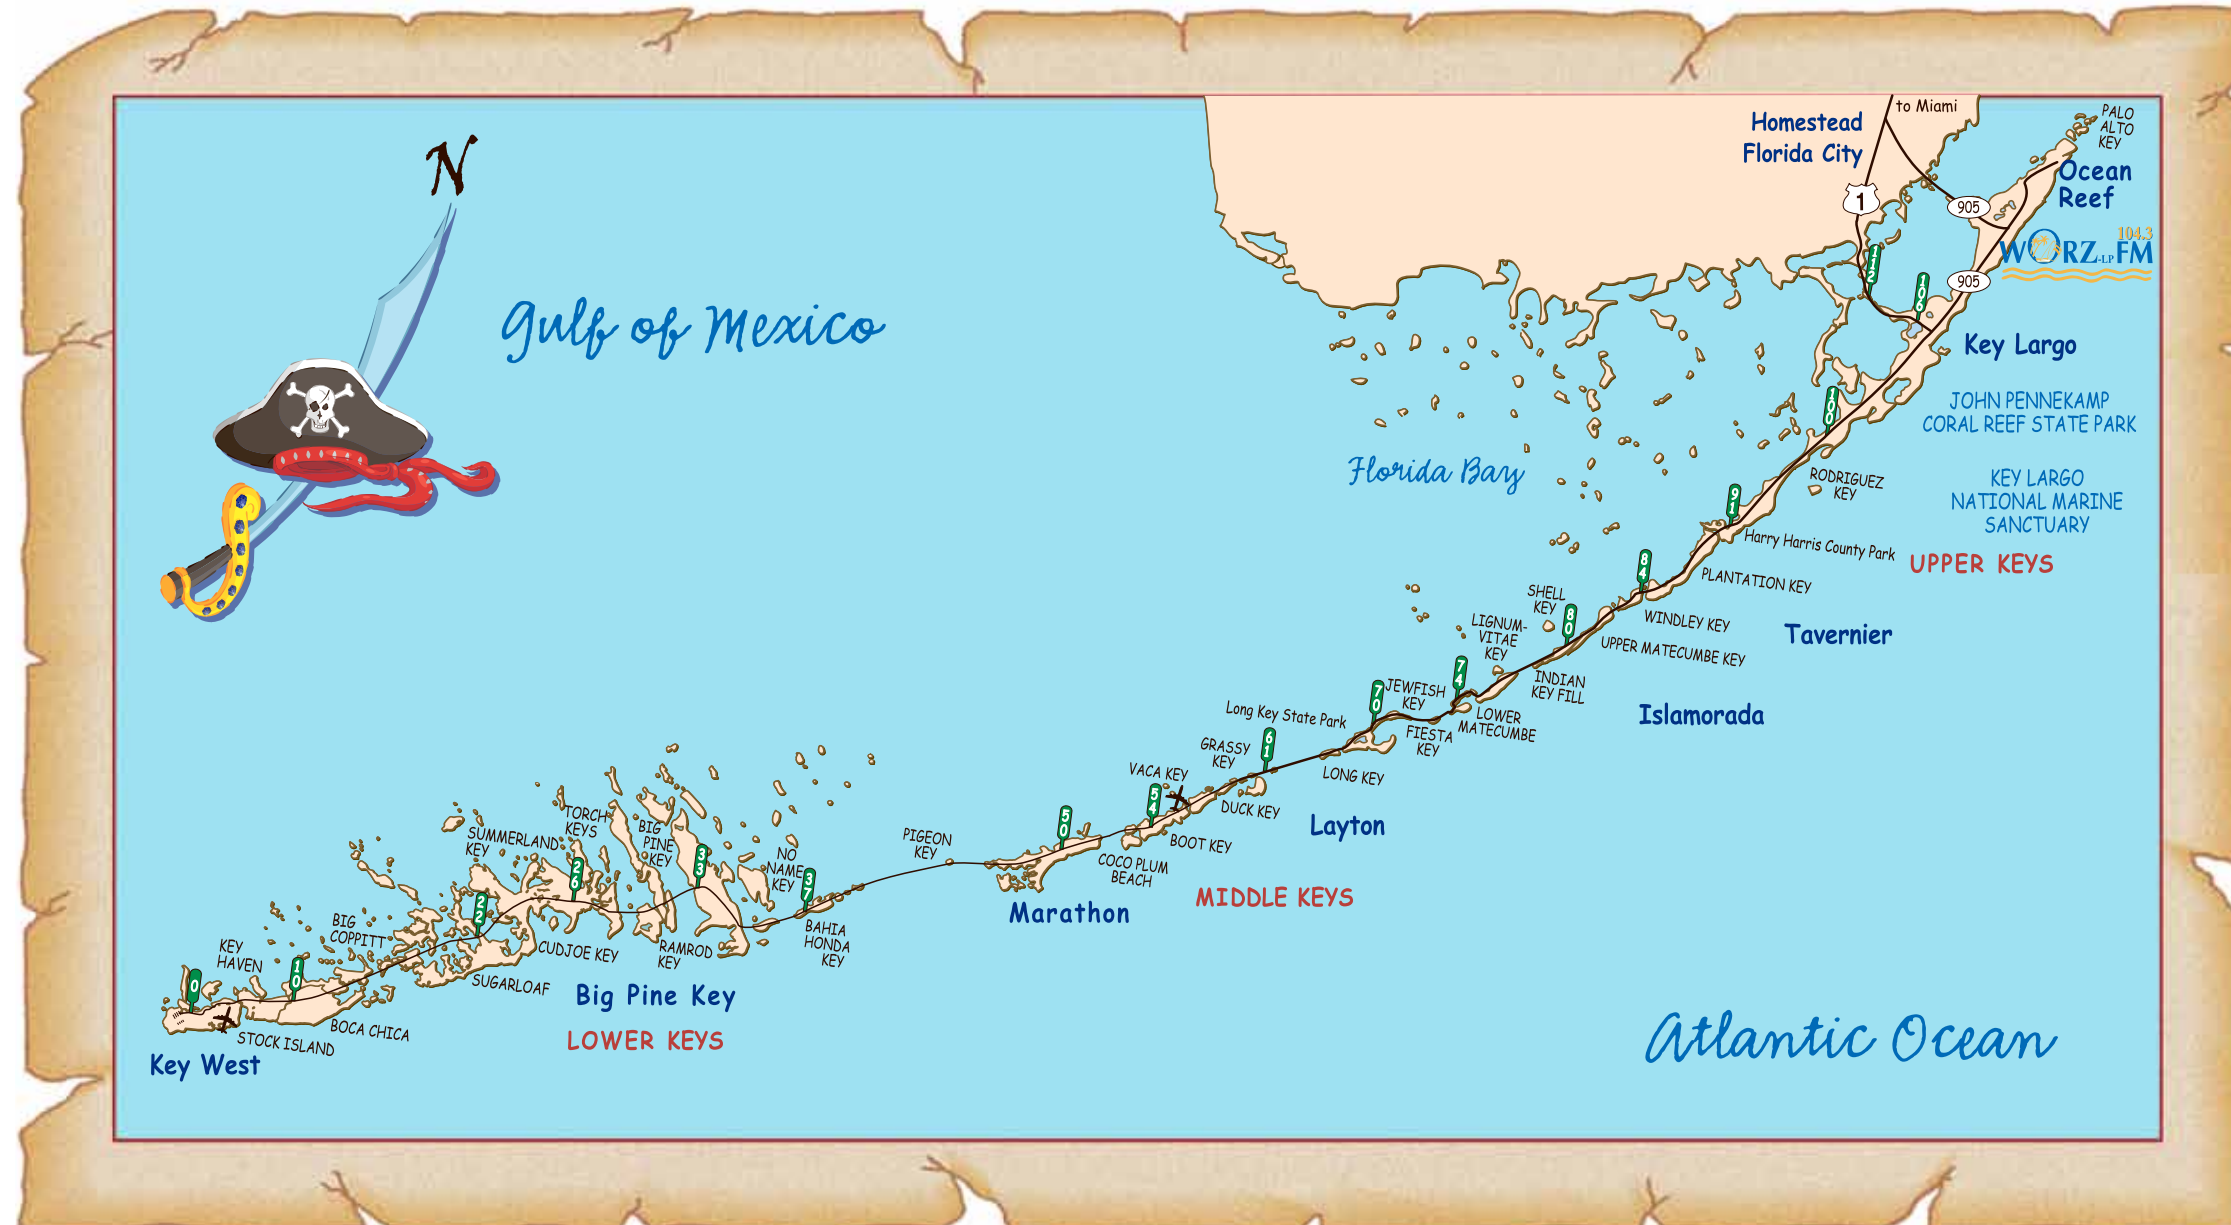 N
Gulf of Mexico
Homestead
Florida City
to Miami
PALO
ALTO
KEY
Ocean
Reef
1
905
104.3
WORZ-LP FM
905
112
106
Key Largo
JOHN PENNEKAMP
CORAL REEF STATE PARK
100
Florida Bay
RODRIGUEZ
KEY
KEY LARGO
NATIONAL MARINE
SANCTUARY
91
Harry Harris County Park
UPPER KEYS
84
PLANTATION KEY
SHELL
KEY
80
WINDLEY KEY
Tavernier
LIGNUM-
VITAE
KEY
UPPER MATECUMBE KEY
74
INDIAN
KEY FILL
70
JEWFISH
KEY
Long Key State Park
LOWER
MATECUMBE
Islamorada
FIESTA
KEY
61
GRASSY
KEY
LONG KEY
VACA KEY
54
DUCK KEY
Layton
50
BOOT KEY
PIGEON
KEY
COCO PLUM
BEACH
MIDDLE KEYS
Marathon
TORCH
KEYS
SUMMERLAND
KEY
BIG
PINE
KEY
33
NO
NAME
KEY
37
26
22
BAHIA
HONDA
KEY
BIG
COPPITT
CUDJOE KEY
RAMROD
KEY
KEY
HAVEN
10
0
SUGARLOAF
Big Pine Key
BOCA CHICA
STOCK ISLAND
LOWER KEYS
Key West
Atlantic Ocean